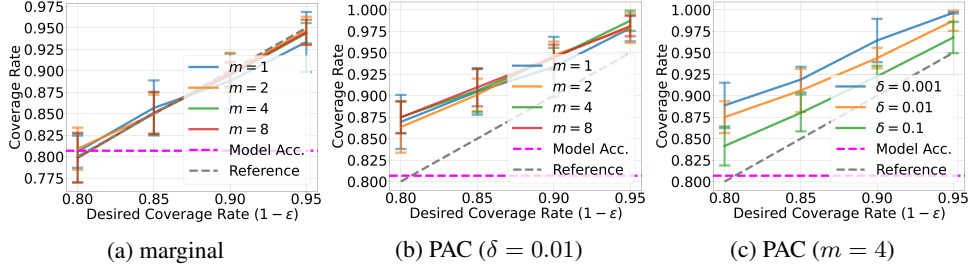 0.975
0.950
0.925
0.900
0.875
0.850
0.825
0.800
0.775
Coverage Rate
m = 1
m = 2
m = 4
m = 8
Model Acc.
Reference
0.80 0.85 0.90 0.95
Desired Coverage Rate (1 − ε)
(a) marginal
1.000
0.975
0.950
0.925
0.900
0.875
0.850
0.825
0.800
Coverage Rate
m = 1
m = 2
m = 4
m = 8
Model Acc.
Reference
0.80 0.85 0.90 0.95
Desired Coverage Rate (1 − ε)
(b) PAC (δ = 0.01)
1.000
0.975
0.950
0.925
0.900
0.875
0.850
0.825
0.800
Coverage Rate
δ = 0.001
δ = 0.01
δ = 0.1
Model Acc.
Reference
0.80 0.85 0.90 0.95
Desired Coverage Rate (1 − ε)
(c) PAC (m = 4)